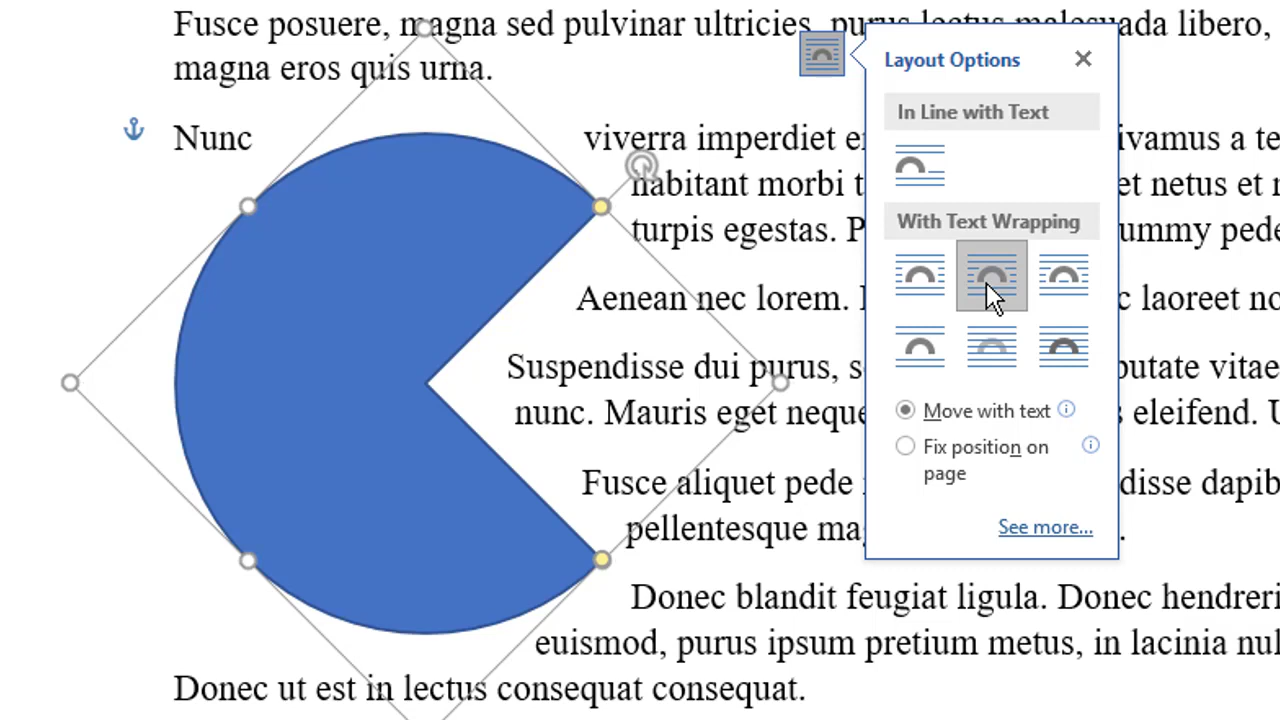 Fusce posuere, magna sed pulvinar ultricies, purus lectus malesuada libero,
magna eros quis urna.
Nunc viverra imperdiet ivamus a te
habitant morbi et netus et
turpis egestas. P ummy pede
Aenean nec lorem. c laoreet no
Suspendisse dui purus, s putate vitae
nunc. Mauris eget neque s eleifend. U
Fusce aliquet pede disse dapib
pellentesque ma .
Donec blandit feugiat ligula. Donec hendreri
euismod, purus ipsum pretium metus, in lacinia nul
Donec ut est in lectus consequat consequat.
Layout Options
In Line with Text
With Text Wrapping
Move with text
Fix position on
page
See more...